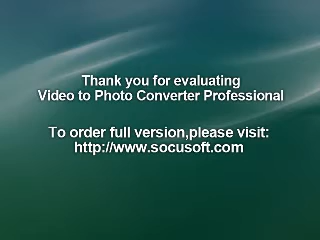 Thank you for evaluating
Video to Photo Converter Professional
To order full version,please visit:
http://www.socusoft.com